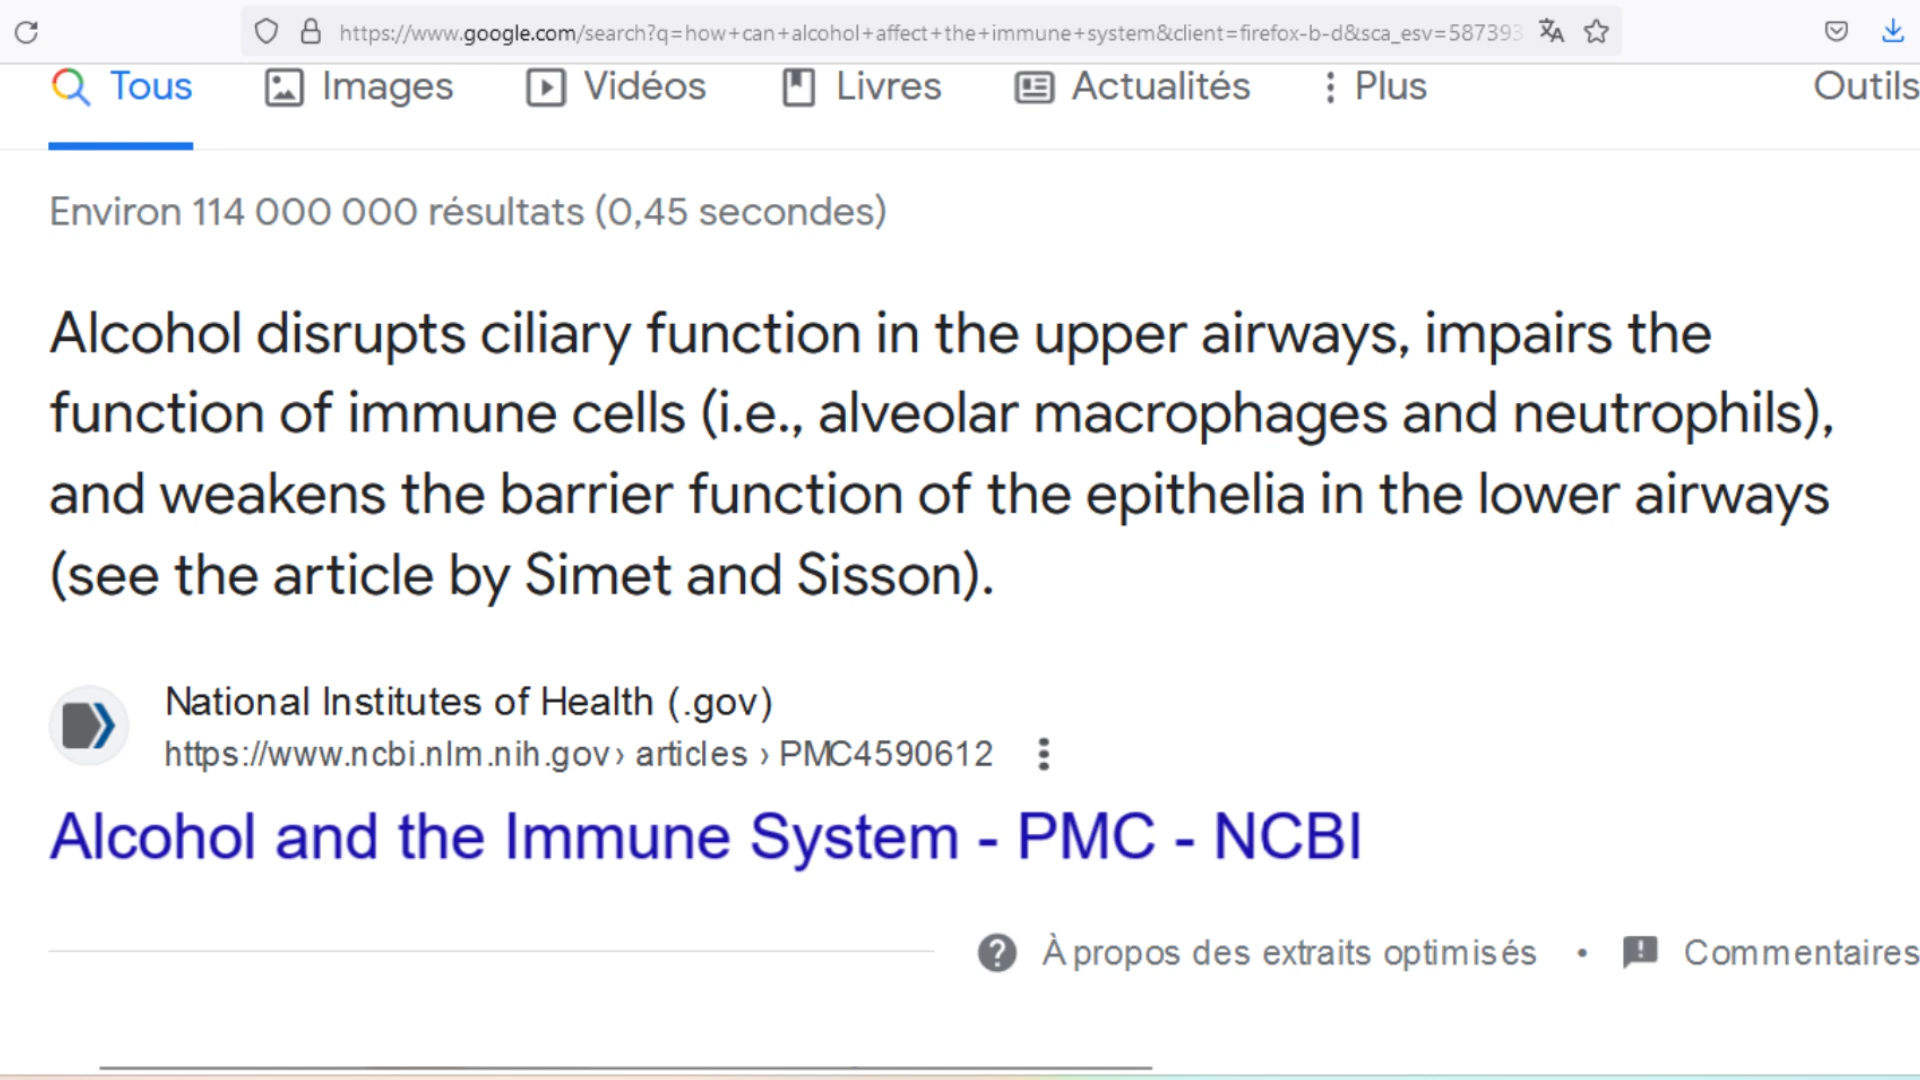 https://www.google.com/search?q=how+can+alcohol+affect+the+immune+system&client=firefox-b-d&sca_esv=587393
Tous Images Vidéos Livres Actualités Plus Outils
Environ 114 000 000 résultats (0,45 secondes)
Alcohol disrupts ciliary function in the upper airways, impairs the
function of immune cells (i.e., alveolar macrophages and neutrophils),
and weakens the barrier function of the epithelia in the lower airways
(see the article by Simet and Sisson).
National Institutes of Health (.gov)
https://www.ncbi.nlm.nih.gov › articles › PMC4590612
Alcohol and the Immune System - PMC - NCBI
À propos des extraits optimisés • Commentaires